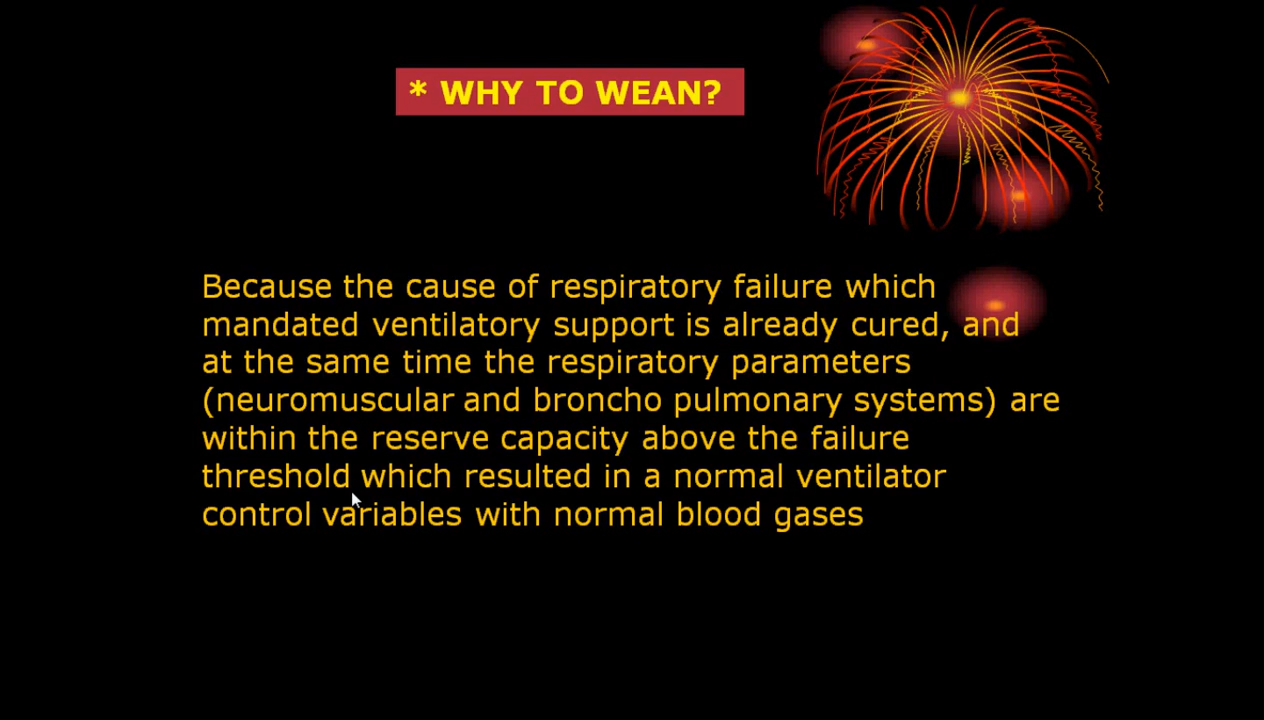 * WHY TO WEAN?
Because the cause of respiratory failure which
mandated ventilatory support is already cured, and
at the same time the respiratory parameters
(neuromuscular and broncho pulmonary systems) are
within the reserve capacity above the failure
threshold which resulted in a normal ventilator
control variables with normal blood gases